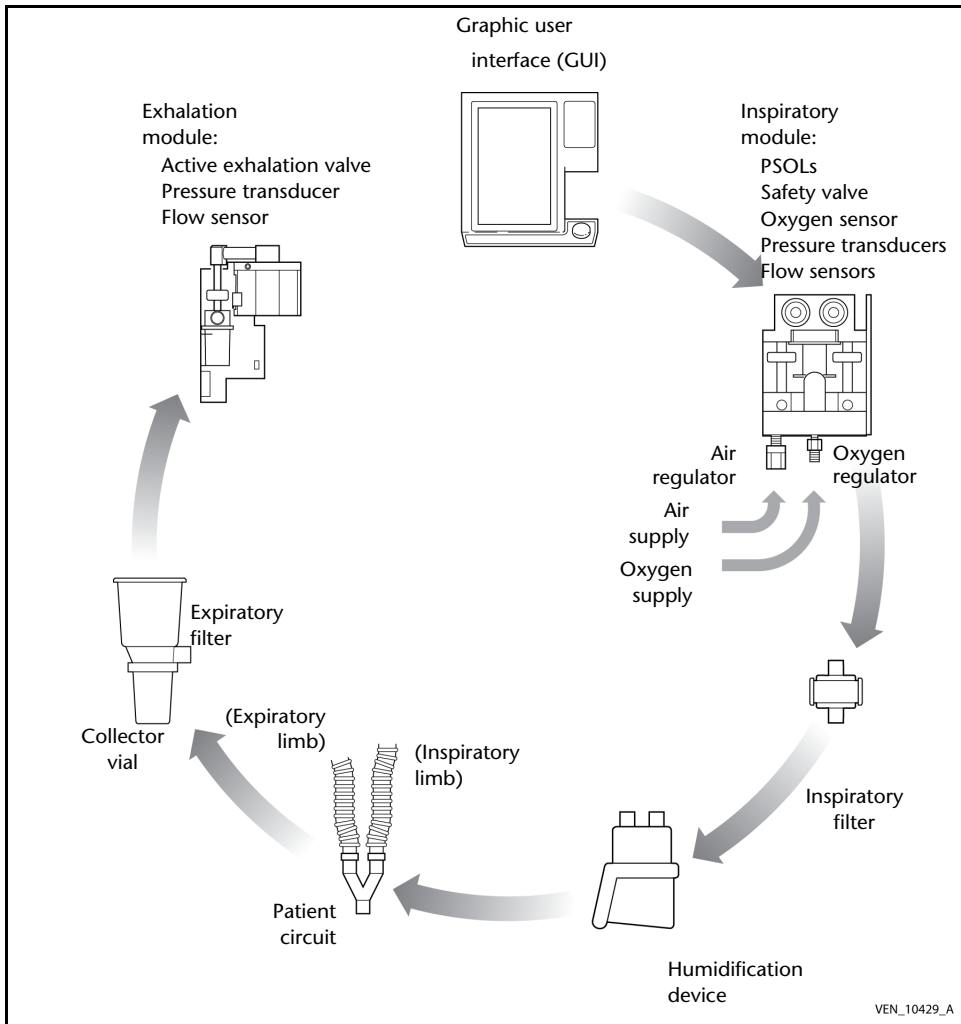 Graphic user
interface (GUI)
Exhalation
module:
Active exhalation valve
Pressure transducer
Flow sensor
Inspiratory
module:
PSOLs
Safety valve
Oxygen sensor
Pressure transducers
Flow sensors
Air
regulator
Oxygen
regulator
Air
supply
Oxygen
supply
Expiratory
filter
Collector
vial
(Expiratory
limb)
(Inspiratory
limb)
Inspiratory
filter
Patient
circuit
Humidification
device
VEN_10429_A